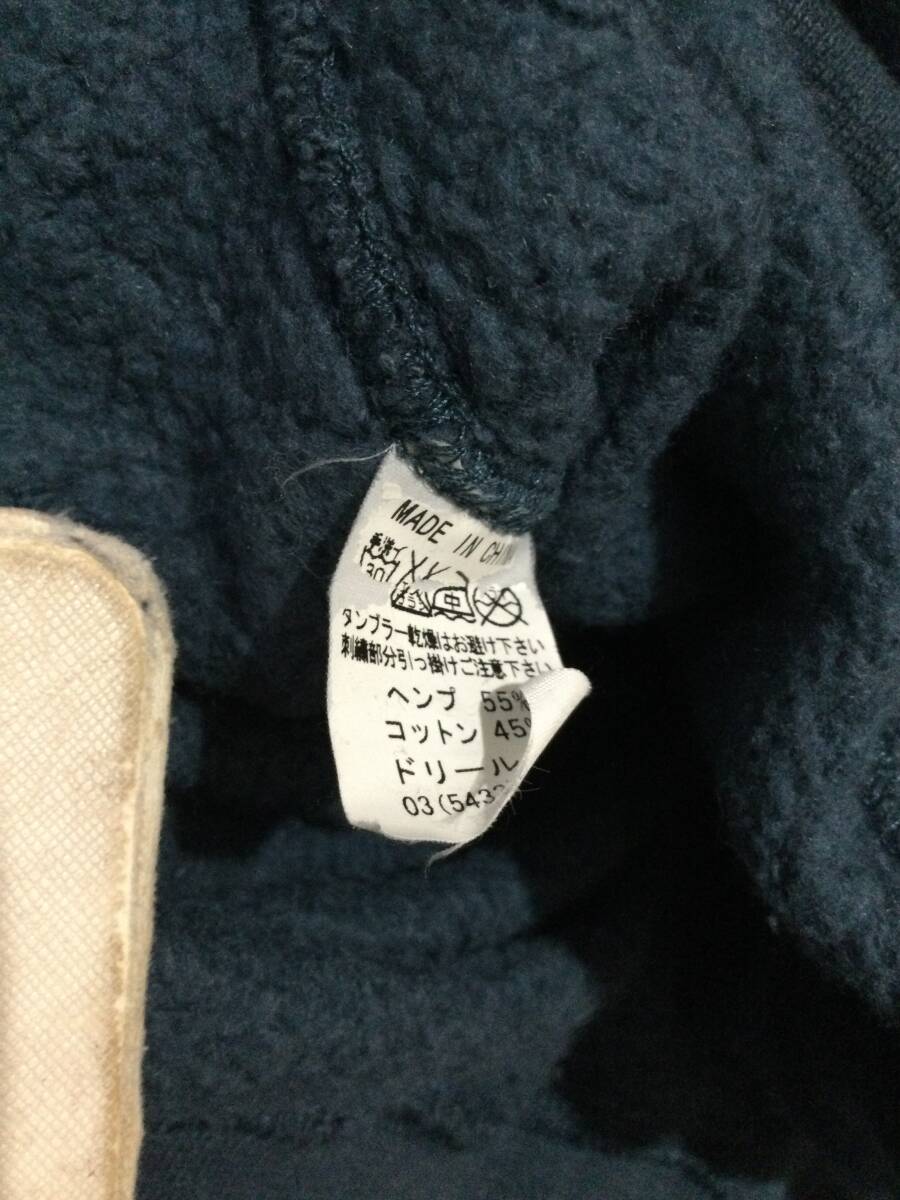 MADE IN CHIN
タンブラー乾燥はお避け下さい
刺繍部分引っ掛けご注意下さい
ヘンプ 55%
コットン 45%
ドリール
03(543